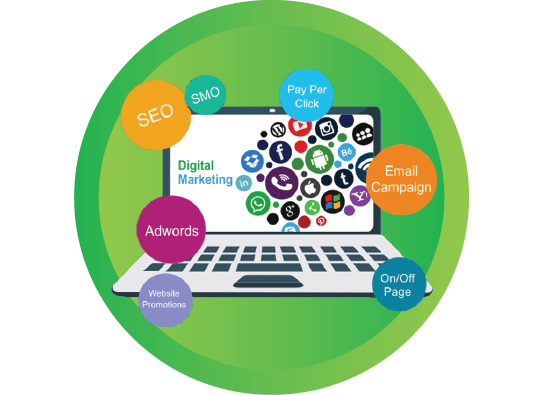 SEO
SMO
Pay Per
Click
Digital
Marketing
Email
Campaign
Adwords
Website
Promotions
On/Off
Page